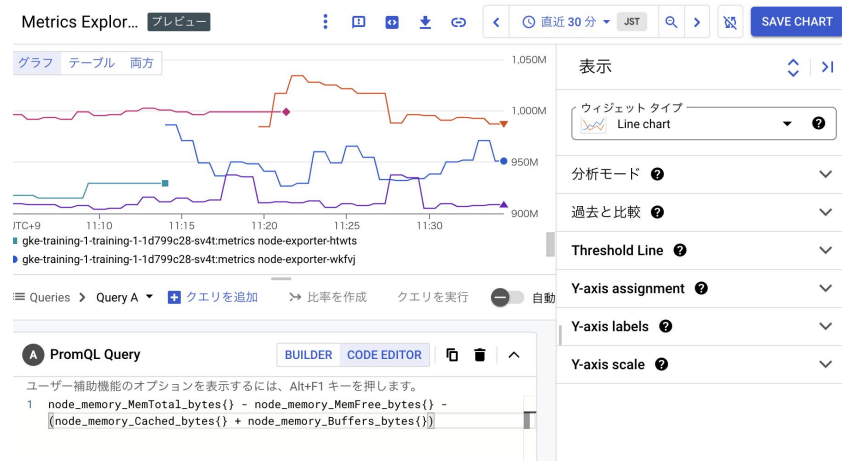 Metrics Explor... プレビュー
直近 30 分 JST SAVE CHART
グラフ テーブル 両方
1,050M
1,000M
950M
900M
UTC+9 11:10 11:15 11:20 11:25 11:30
gke-training-1-training-1-1d799c28-sv4t:metrics node-exporter-htwts
gke-training-1-training-1-1d799c28-sv4t:metrics node-exporter-wkfvj
表示
ウィジェット タイプ
Line chart
分析モード
過去と比較
Threshold Line
Y-axis assignment
Y-axis labels
Y-axis scale
Queries Query A クエリを追加 比率を作成 クエリを実行 自動
A PromQL Query BUILDER CODE EDITOR
ユーザー補助機能のオプションを表示するには、Alt+F1 キーを押します。
1 node_memory_MemTotal_bytes{} - node_memory_MemFree_bytes{} -
(node_memory_Cached_bytes{} + node_memory_Buffers_bytes{})